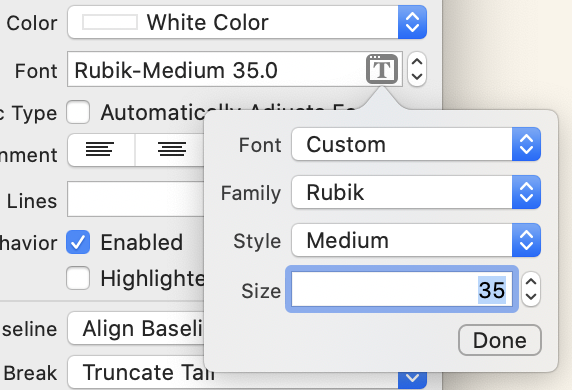 Color White Color
Font Rubik-Medium 35.0 T
c Type Automatically Adjusts Fo
Font Custom
nment
Family Rubik
Lines
Style Medium
havior Enabled
Highlighte
Size 35
seline Align Baseli
Done
Break Truncate Tail